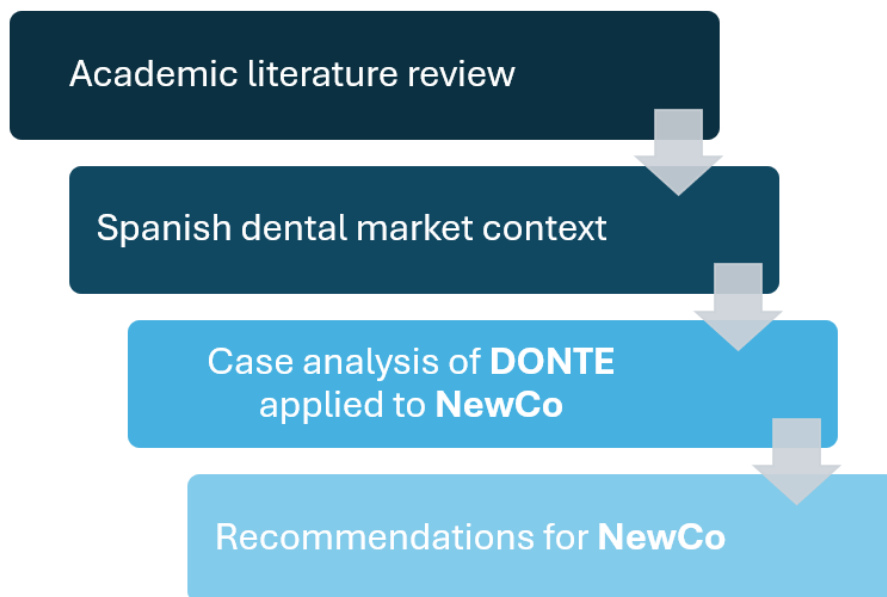 Academic literature review
Spanish dental market context
Case analysis of DONTE
applied to NewCo
Recommendations for NewCo